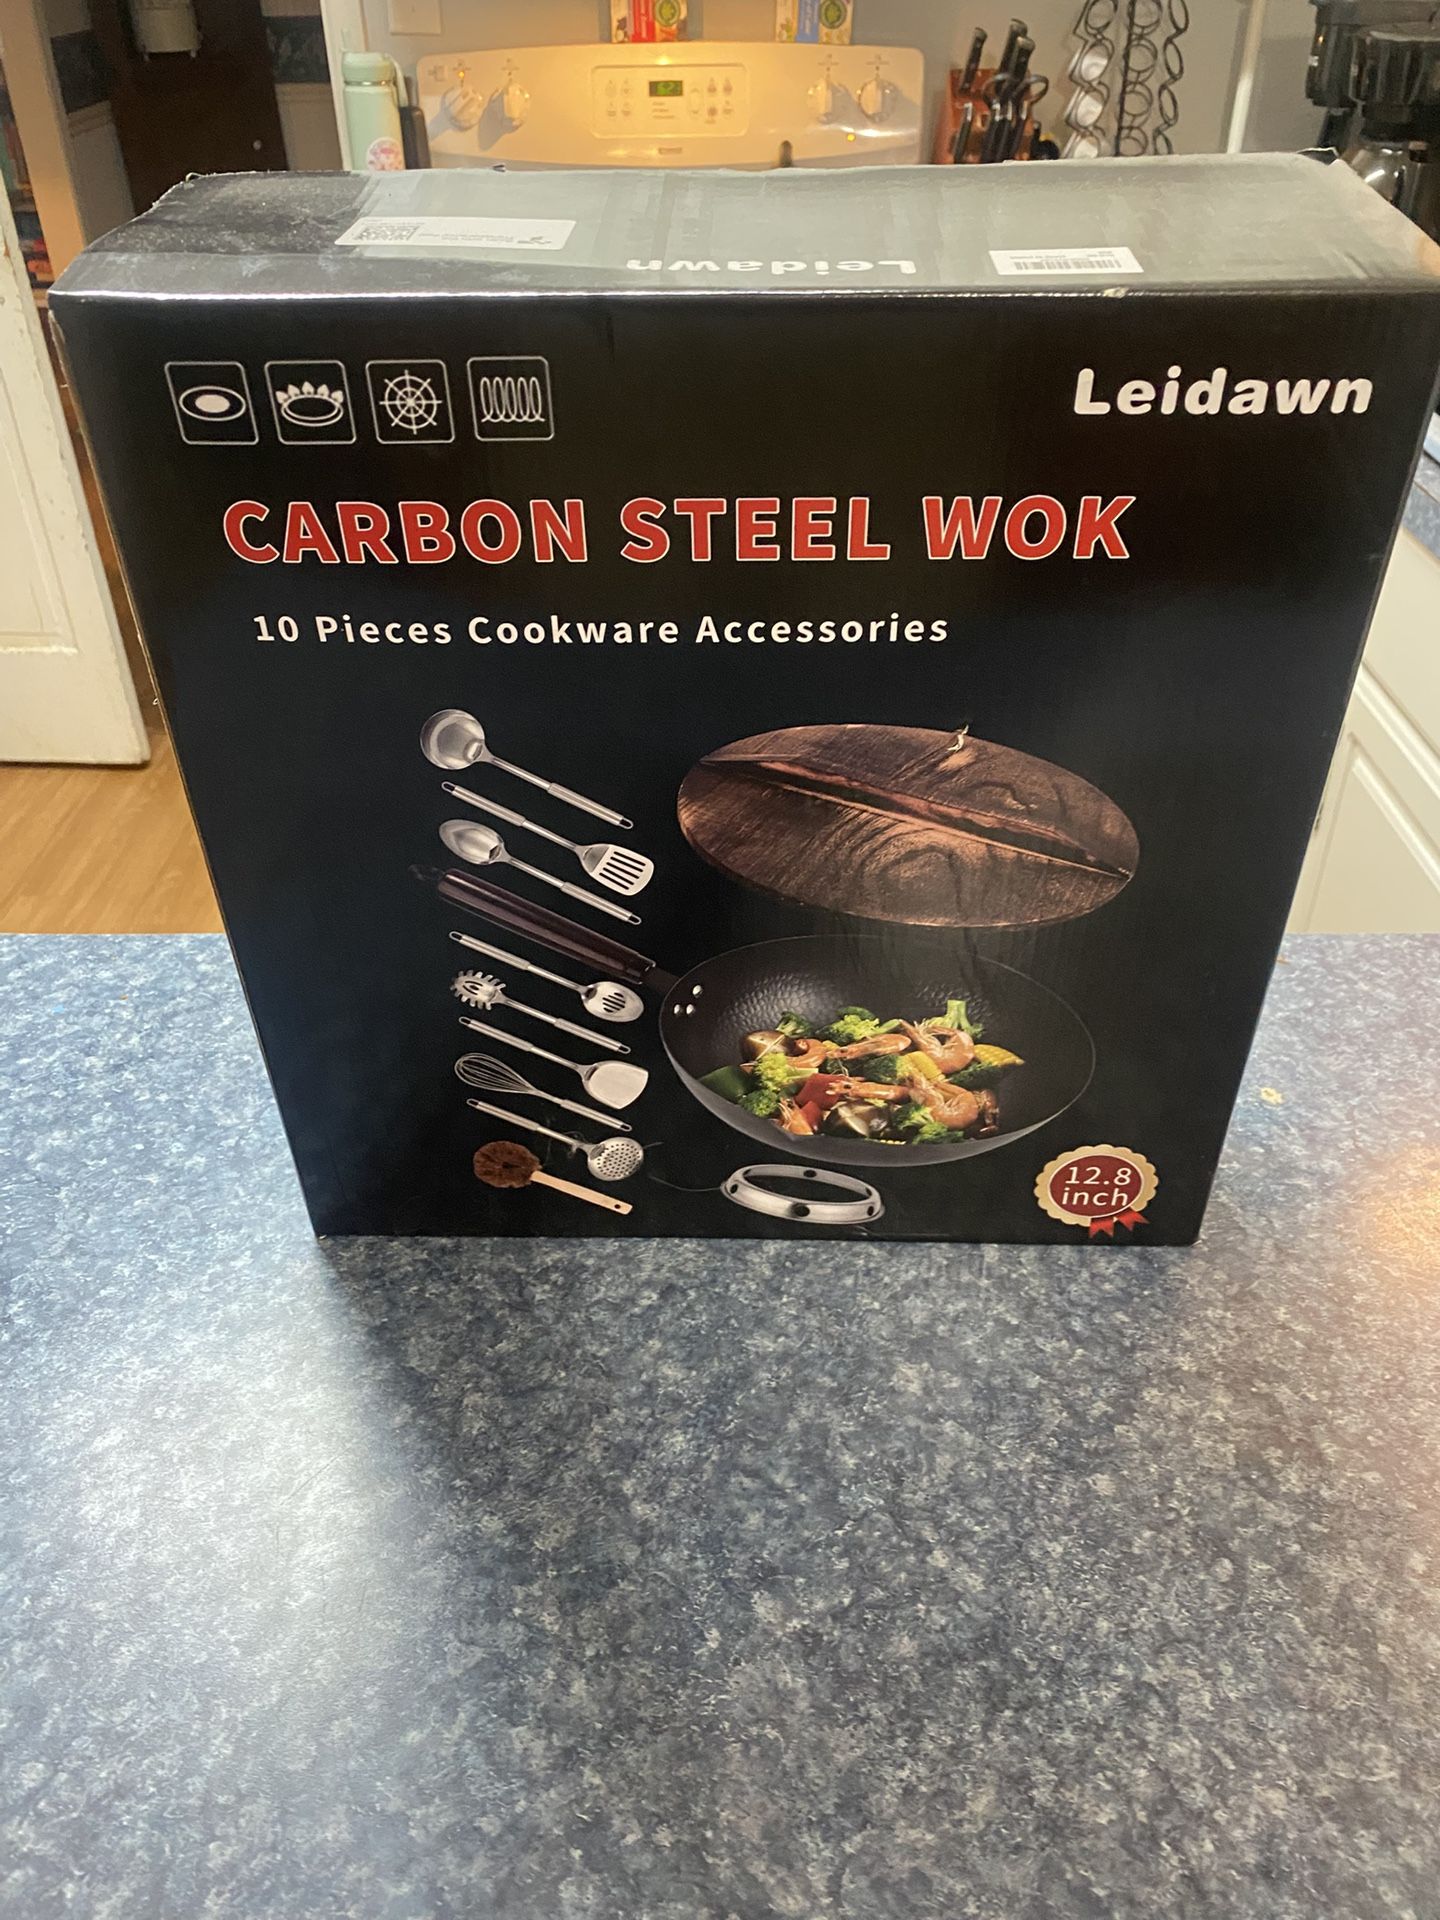 Leidawn
Leidawn
CARBON STEEL WOK
10 Pieces Cookware Accessories
12.8
inch